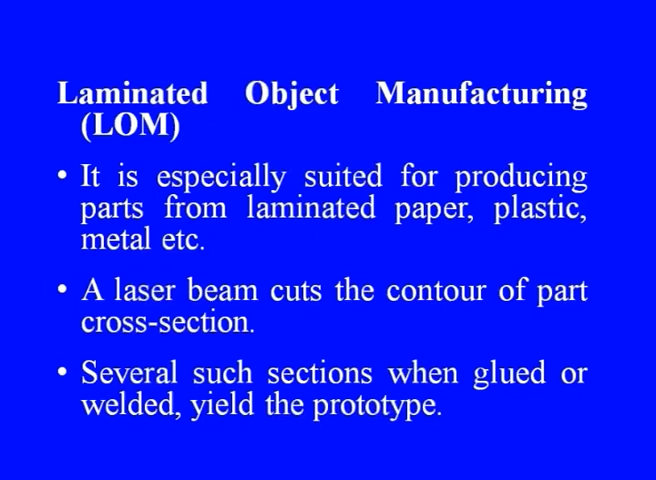 Laminated Object Manufacturing
(LOM)
• It is especially suited for producing
parts from laminated paper, plastic,
metal etc.
• A laser beam cuts the contour of part
cross-section.
• Several such sections when glued or
welded, yield the prototype.